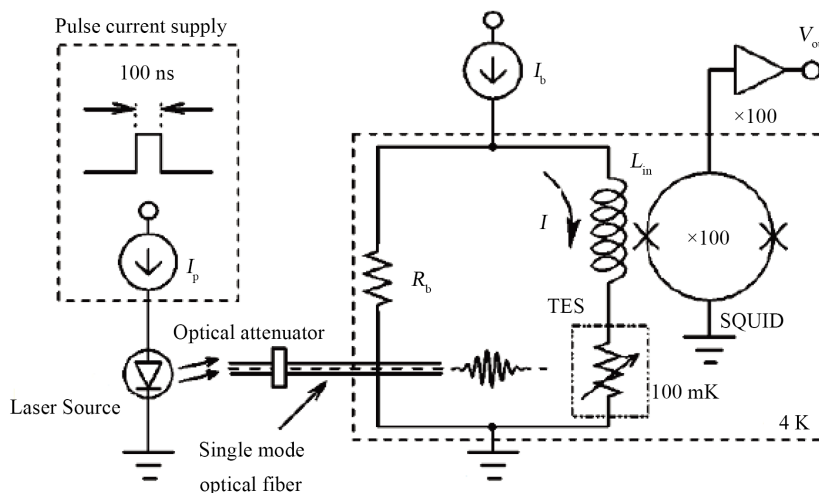 Pulse current supply
100 ns
I_p
Laser Source
Optical attenuator
Single mode
optical fiber
I_b
R_b
I
L_in
TES
100 mK
×100
SQUID
×100
4 K